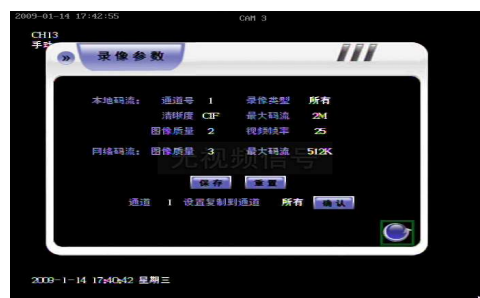 2009-01-14 17:42:55 CAM 3
CH13
手动
录像参数
本地码流： 通道号 1 录像类型 所有
清晰度 CIF 最大码流 2M
图像质量 2 视频帧率 25
网络码流： 图像质量 3 最大码流 512K
无视频信号
保存 重置
通道 1 设置复制到通道 所有 确认
2009-1-14 17:40:42 星期三